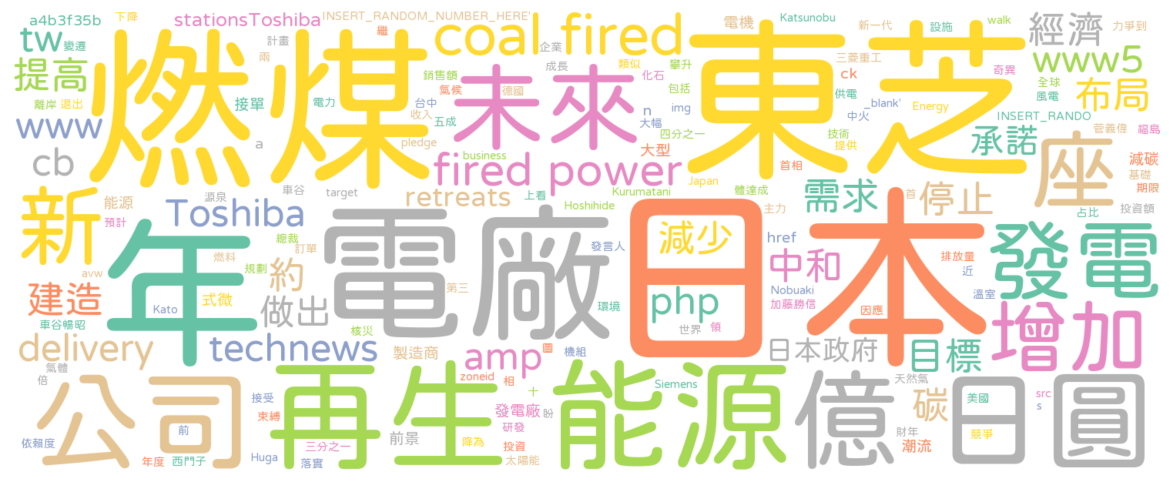 a4b3f35b
下降
stationsToshiba
INSERT_RANDOM_NUMBER_HERE'
繼
電機
Katsunobu
新一代
設施
walk
力爭到
tw
變遷
計畫
雨
coal fired
企業
成長
類似
攀升
化石
包括
三菱重工
ck
供電
奇異
經濟
www5
全球
風電
提高
離岸
退出
接單
電力
燃煤
銷售額
氣候
台中
收入
五成
德國
未來
n
大幅
img
四分之一
東芝
_blank'
中火
技術
提供
Energy
INSERT_RANDO
布局
菅義偉
福島
www
cb
a
pledge
business
大型
首相
承諾
減碳
基礎
期限
座
新
能源
預計
源泉
車谷
target
fired power
retreats
上看
Kurumatani
Hoshihide
Japan
體達成
主力
需求
首
停止
占比
投資額
Toshiba
總裁
訂單
燃料
規劃
avw
年
電廠
發言人
日本
減少
href
近
排放量
溫室
發電
建造
約
式微
做出
Kato
車谷暢昭
核災
第三
環境
php
世界
領
中和
Nobuaki
加藤勝信
因應
增加
delivery
technews
製造商
amp
圖
機組
日本政府
目標
氣體
倍
公司
接受
束縛
前
再生能源
zoneid
相
十
發電廠
盼
研發
Siemens
億
天然氣
碳
美國
src
s
日圓
依賴度
年度
西門子
Huga
三分之一
落實
前景
降為
投資
太陽能
財年
潮流
競爭